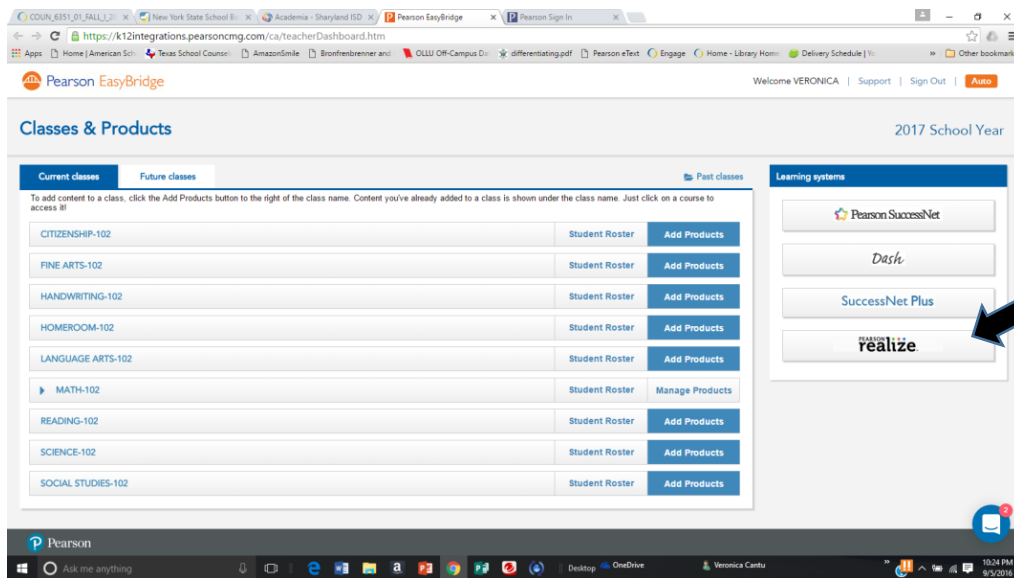 COUN_6351_01_FALL_I_20
New York State School Bo
Academia - Sharyland ISD
Pearson EasyBridge
Pearson Sign In
https://k12integrations.pearsoncmg.com/ca/teacherDashboard.htm
Apps Home | American Sch Texas School Counsel AmazonSmile Bronfrenbrenner and OLLU Off-Campus Da differentiating.pdf Pearson eText Engage Home - Library Home Delivery Schedule | Yo » Other bookmark
Pearson EasyBridge
Welcome VERONICA | Support | Sign Out | Auto
Classes & Products
2017 School Year
Current classes Future classes Past classes
To add content to a class, click the Add Products button to the right of the class name. Content you've already added to a class is shown under the class name. Just click on a course to
access it!
CITIZENSHIP-102 Student Roster Add Products
FINE ARTS-102 Student Roster Add Products
HANDWRITING-102 Student Roster Add Products
HOMEROOM-102 Student Roster Add Products
LANGUAGE ARTS-102 Student Roster Add Products
MATH-102 Student Roster Manage Products
READING-102 Student Roster Add Products
SCIENCE-102 Student Roster Add Products
SOCIAL STUDIES-102 Student Roster Add Products
Learning systems
Pearson SuccessNet
Dash
SuccessNet Plus
PEARSON
realize
2
Pearson
Ask me anything
Desktop OneDrive
Veronica Cantu
» 10:24 PM
9/5/2016